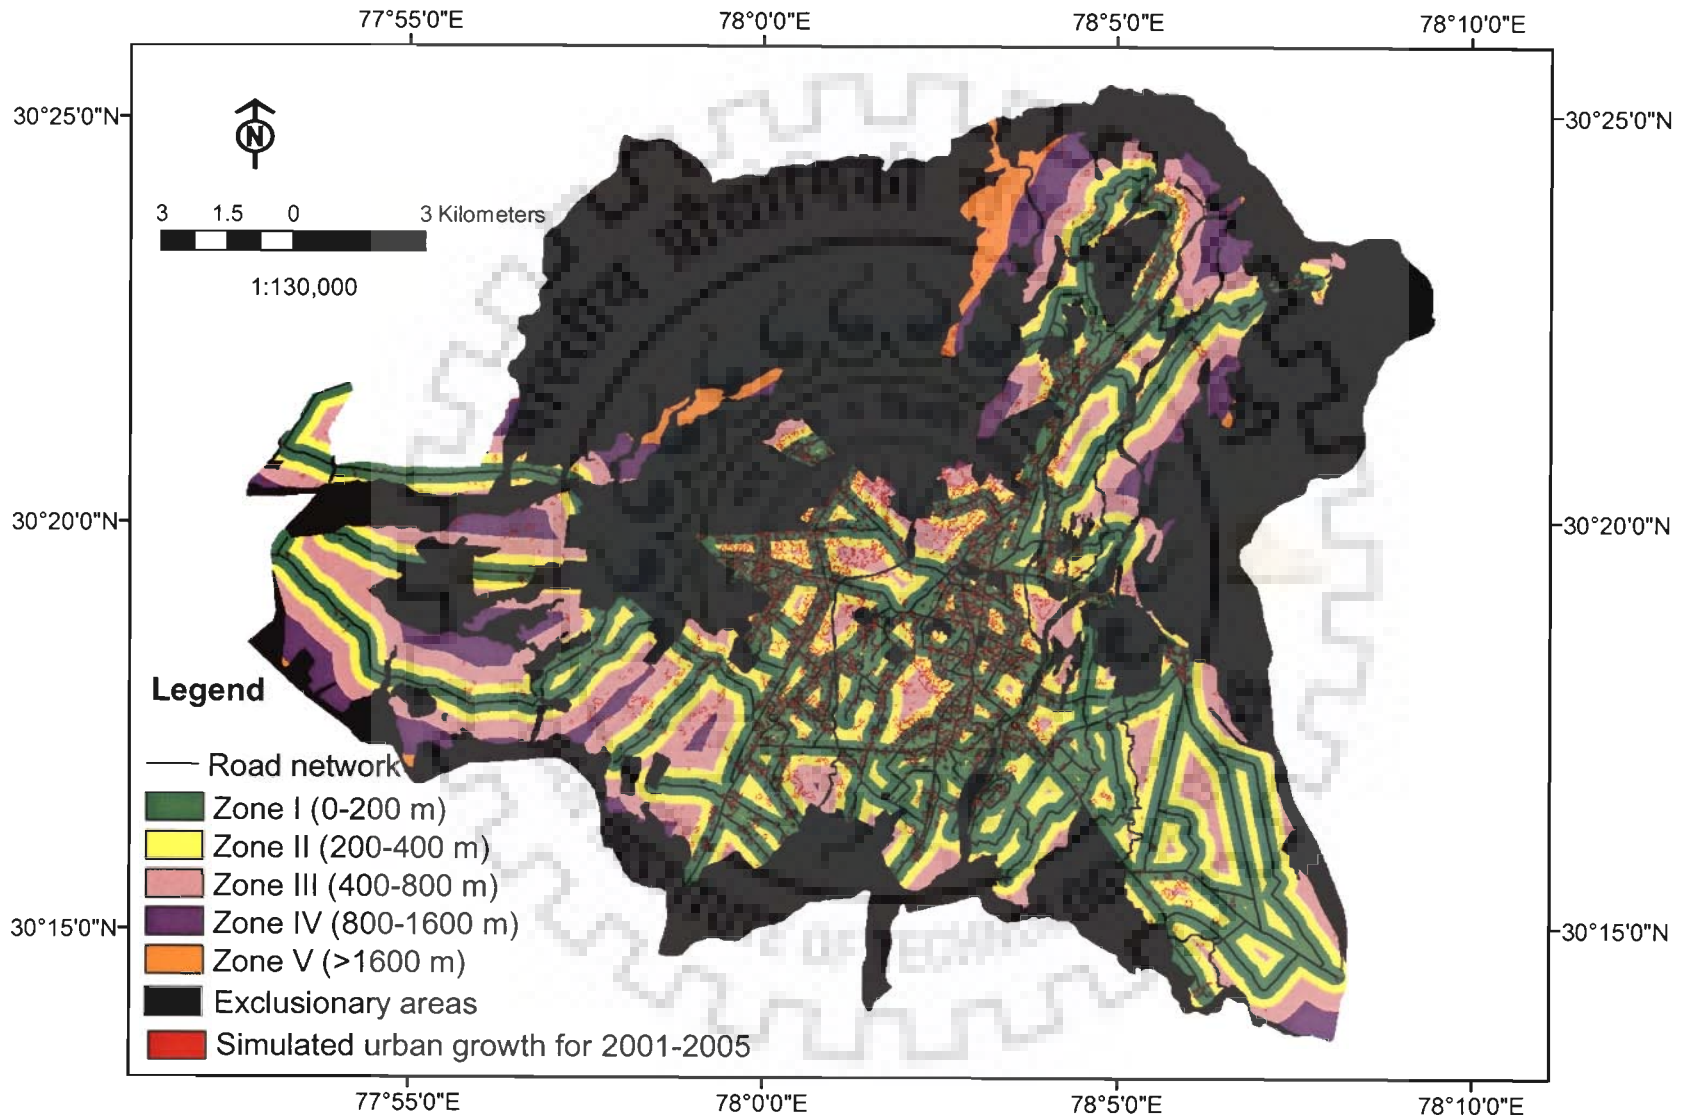 77°55'0"E 78°0'0"E 78°5'0"E 78°10'0"E
30°25'0"N 30°25'0"N
N
3 1.5 0 3 Kilometers
1:130,000
30°20'0"N 30°20'0"N
Legend
Road network
Zone I (0-200 m)
Zone II (200-400 m)
Zone III (400-800 m)
Zone IV (800-1600 m)
Zone V (>1600 m)
Exclusionary areas
Simulated urban growth for 2001-2005
30°15'0"N 30°15'0"N
OF TECHN
77°55'0"E 78°0'0"E 78°5'0"E 78°10'0"E